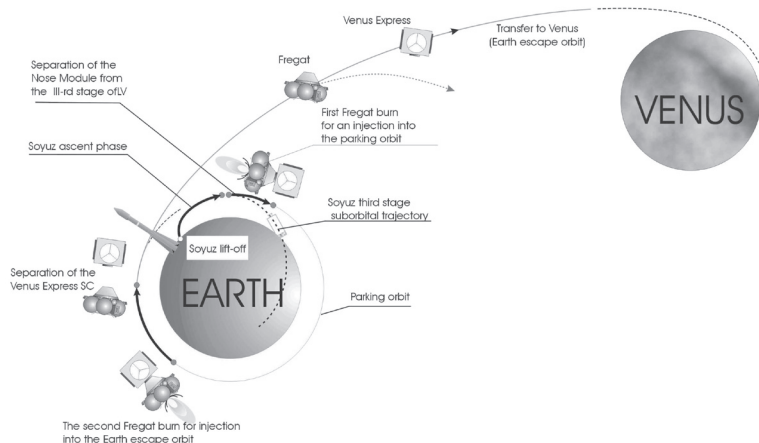 Venus Express
Transfer to Venus
(Earth escape orbit)
Fregat
VENUS
Separation of the
Nose Module from
the III-rd stage ofLV
First Fregat burn
for an injection into
the parking orbit
Soyuz ascent phase
Soyuz third stage
suborbital trajectory
Soyuz lift-off
Separation of the
Venus Express SC
EARTH
Parking orbit
The second Fregat burn for injection
into the Earth escape orbit